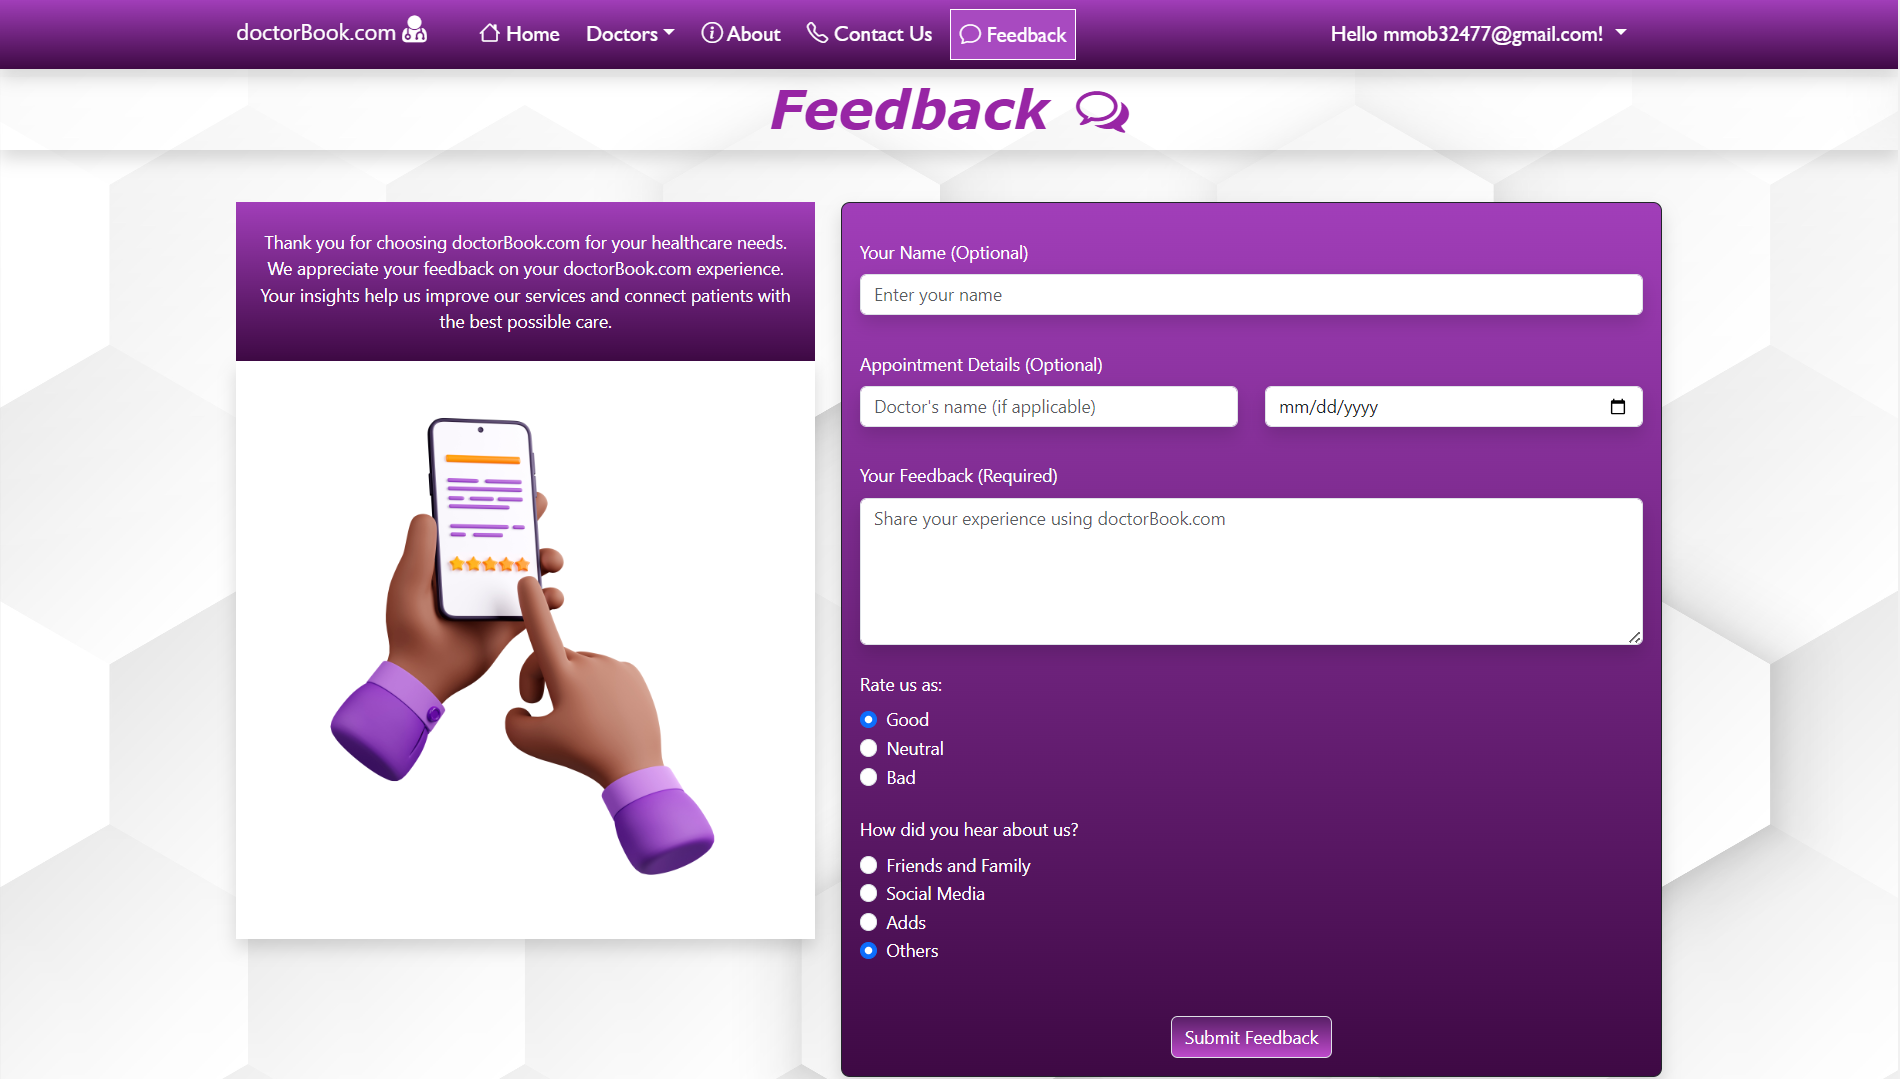 doctorBook.com
Home
Doctors
About
Contact Us
Feedback
Hello mmob32477@gmail.com!
Feedback
Thank you for choosing doctorBook.com for your healthcare needs.
We appreciate your feedback on your doctorBook.com experience.
Your insights help us improve our services and connect patients with
the best possible care.
Your Name (Optional)
Enter your name
Appointment Details (Optional)
Doctor's name (if applicable)
mm/dd/yyyy
Your Feedback (Required)
Share your experience using doctorBook.com
Rate us as:
Good
Neutral
Bad
How did you hear about us?
Friends and Family
Social Media
Adds
Others
Submit Feedback